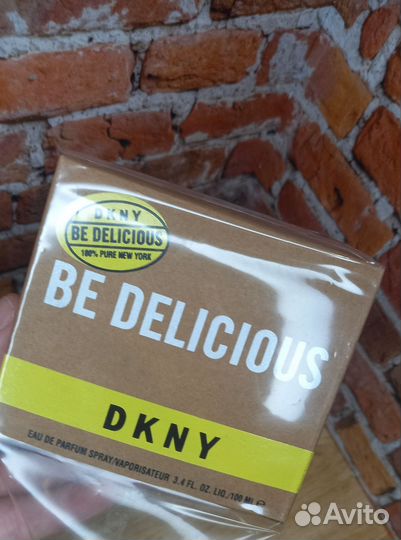 DKNY
BE DELICIOUS
100% PURE NEW YORK
BE DELICIOUS
DKNY
EAU DE PARFUM SPRAY/VAPORISATEUR 3.4 FL. OZ. LIQ./100 ML ℮
Avito